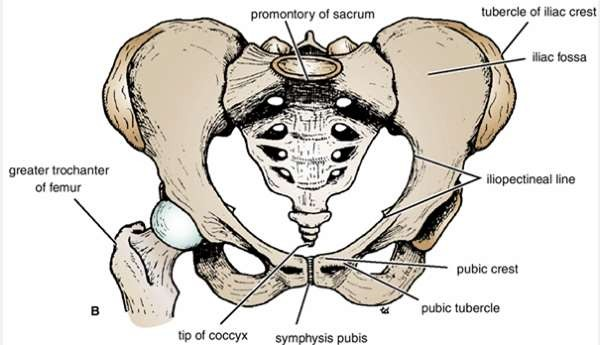 promontory of sacrum
tubercle of iliac crest
iliac fossa
greater trochanter
of femur
iliopectineal line
pubic crest
pubic tubercle
B
tip of coccyx
symphysis pubis